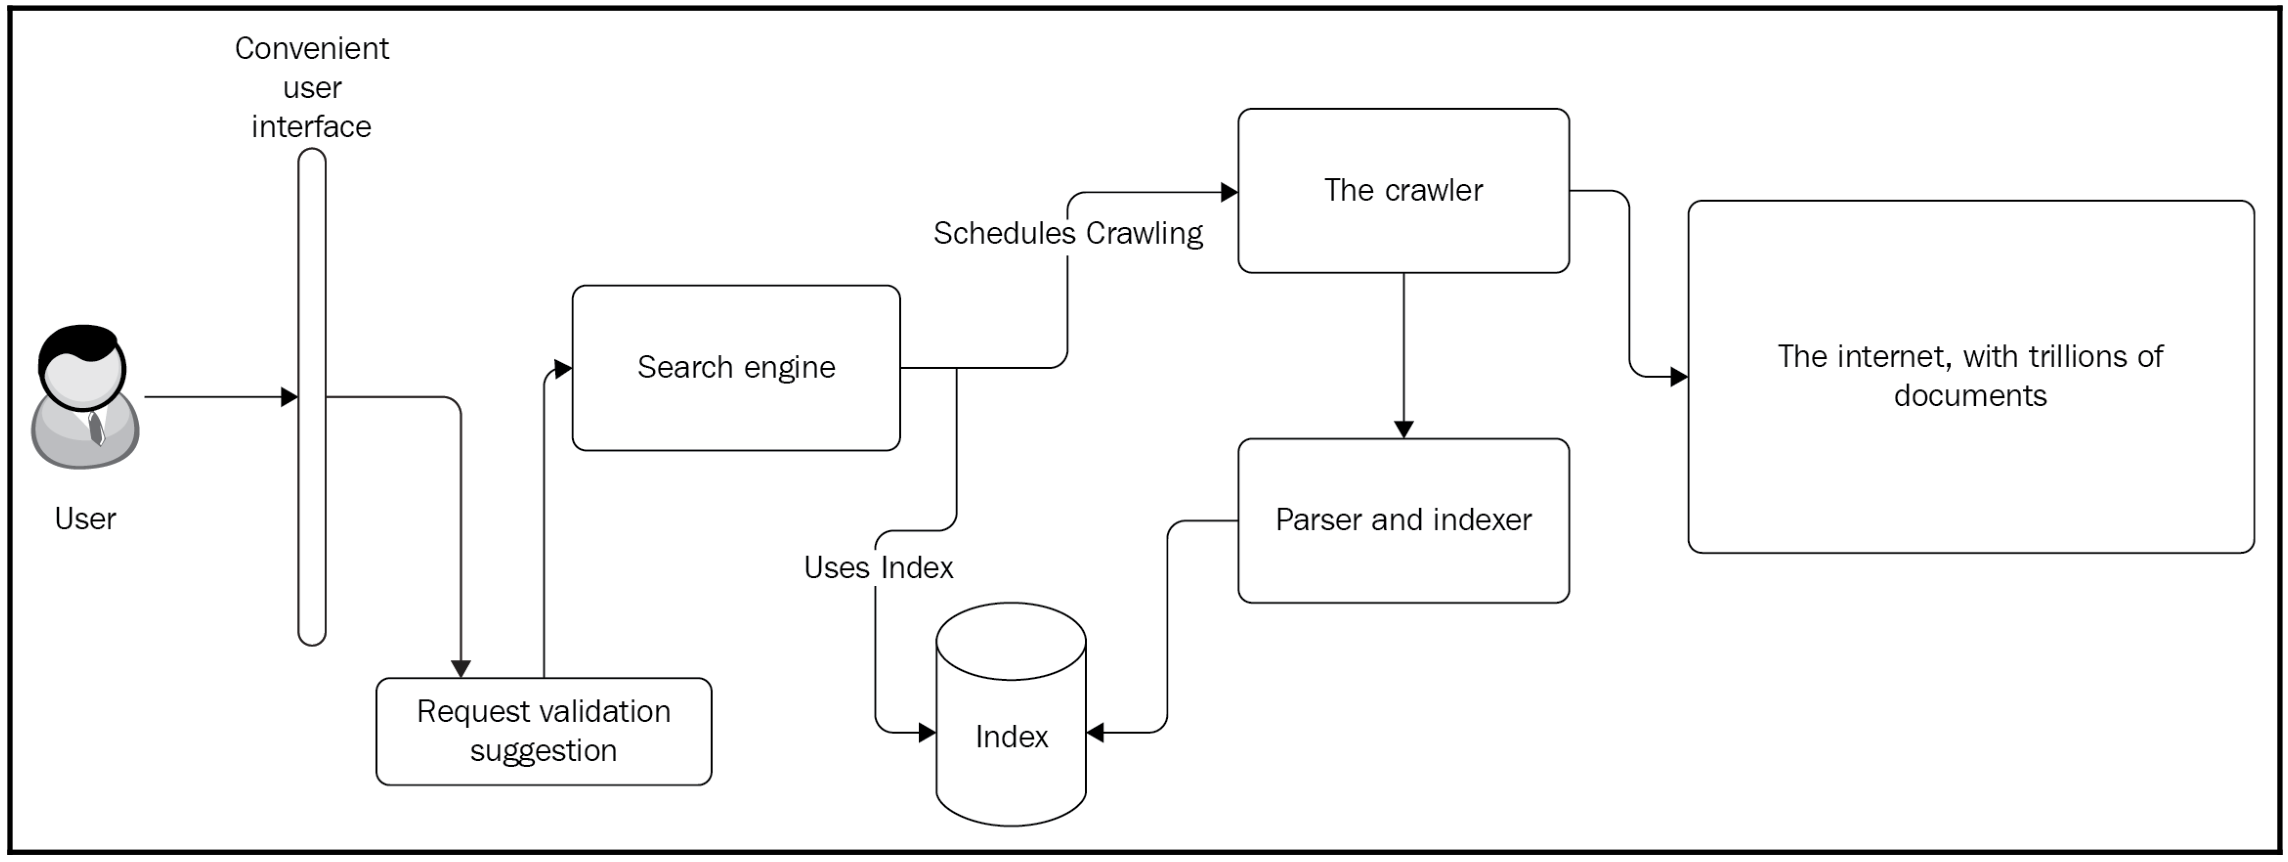 Convenient
user
interface
User
Request validation
suggestion
Search engine
Schedules Crawling
Uses Index
Index
The crawler
Parser and indexer
The internet, with trillions of
documents